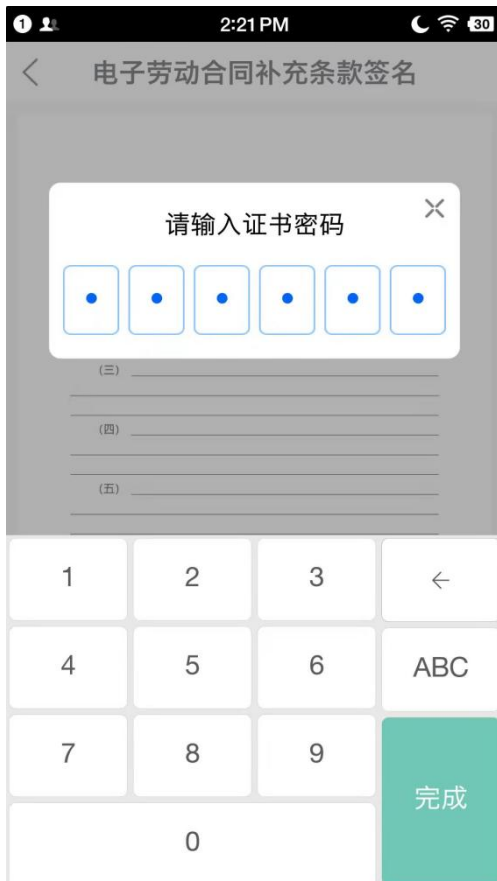 1 2:21 PM 30
电子劳动合同补充条款签名
请输入证书密码
(三)
(四)
(五)
1 2 3
4 5 6 ABC
7 8 9
完成
0